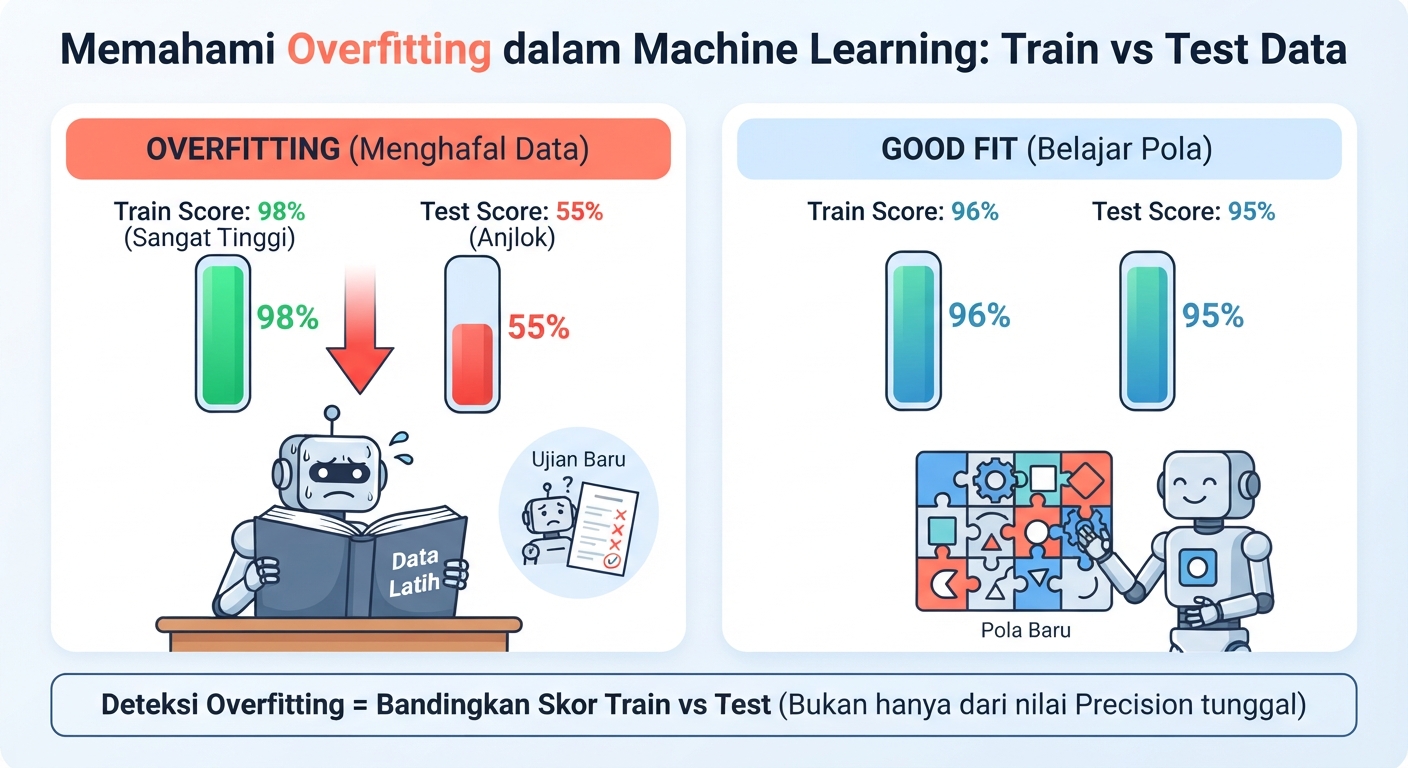 Memahami Overfitting dalam Machine Learning: Train vs Test Data
OVERFITTING (Menghafal Data)
Train Score: 98%
(Sangat Tinggi)
Test Score: 55%
(Anjlok)
98%
55%
Ujian Baru
?
Data
Latih
GOOD FIT (Belajar Pola)
Train Score: 96%
Test Score: 95%
96%
95%
Pola Baru
Deteksi Overfitting = Bandingkan Skor Train vs Test (Bukan hanya dari nilai Precision tunggal)